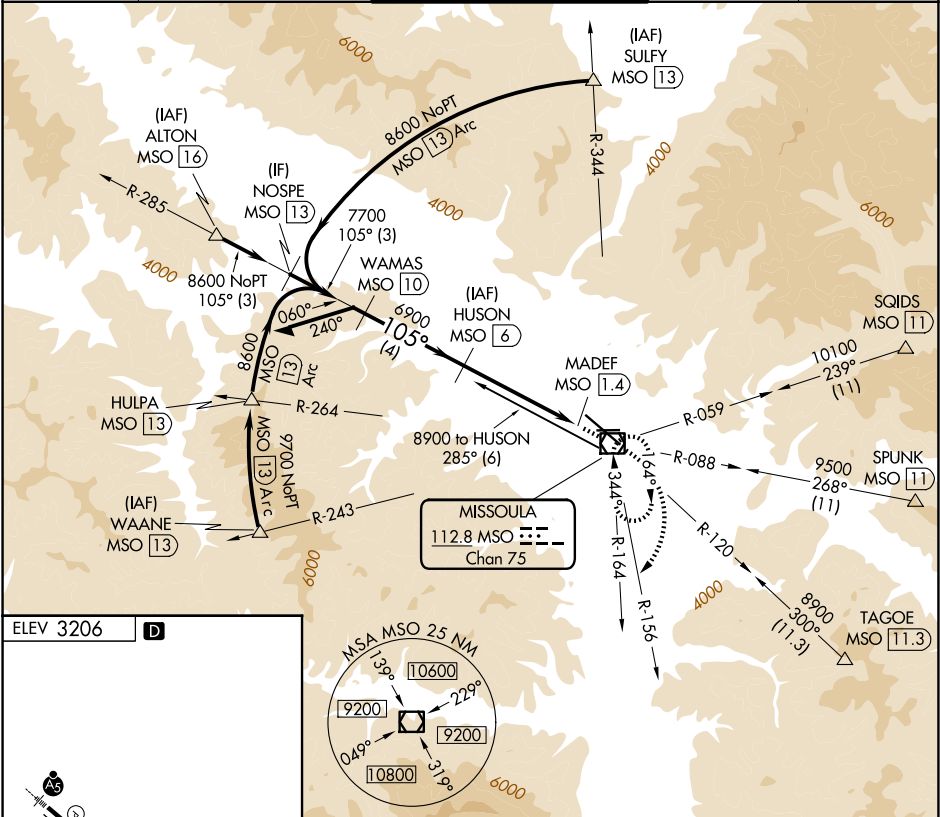 6000
(IAF)
SULFY
MSO 13
8600 NoPT
MSO 13 Arc
R-344
4000
6000
(IAF)
ALTON
MSO 16
(IF)
NOSPE
MSO 13
R-285
4000
4000
8600 NoPT
105° (3)
7700
105° (3)
WAMAS
MSO 10
060°
240°
6900
105°
(4)
(IAF)
HUSON
MSO 6
8600
MSO 13 Arc
HULPA
MSO 13
R-264
MADEF
MSO 1.4
SQIDS
MSO 11
10100
239°
(11)
R-059
8900 to HUSON
285° (6)
9700 NoPT
MSO 13 Arc
R-088
9500
268°
(11)
SPUNK
MSO 11
(IAF)
WAANE
MSO 13
R-243
MISSOULA
112.8 MSO
Chan 75
344°
164°
R-164
R-156
R-120
6000
4000
8900
300°
(11.3)
TAGOE
MSO 11.3
ELEV 3206
D
MSA MSO 25 NM
139°
10600
229°
9200
9200
049°
10800
319°
6000
A5